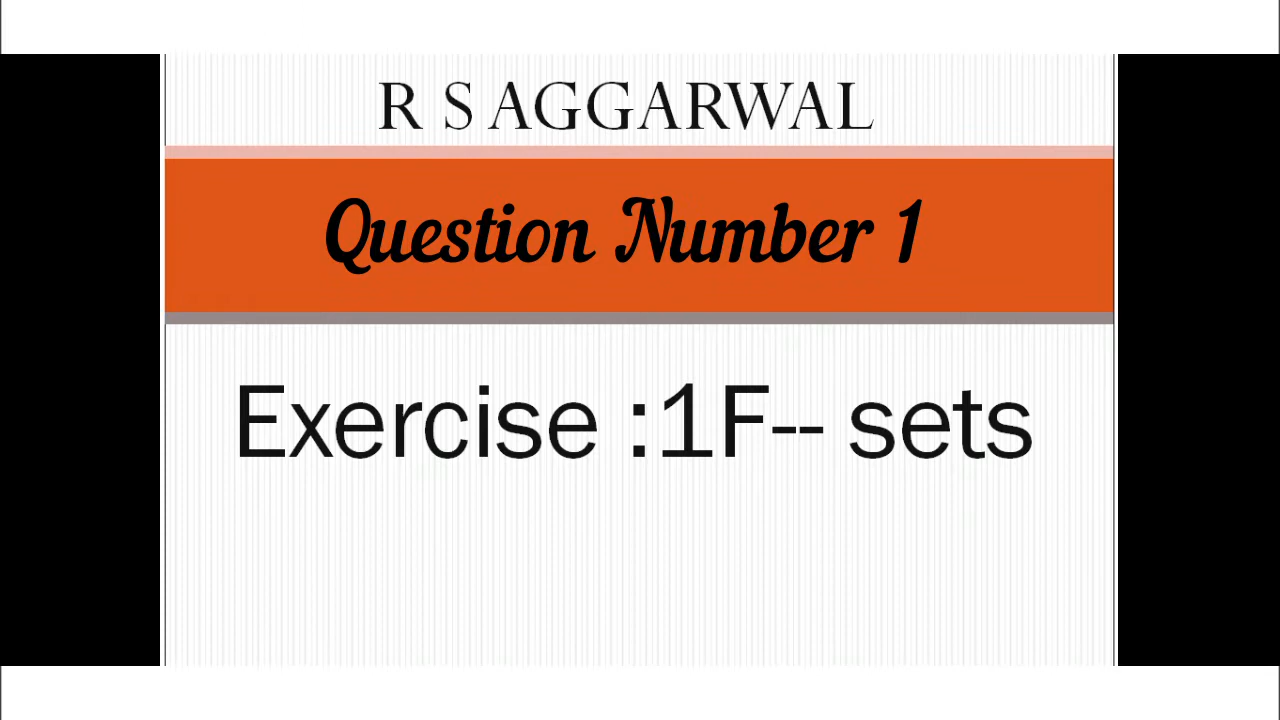 R S AGGARWAL
Question Number 1
Exercise :1F-- sets